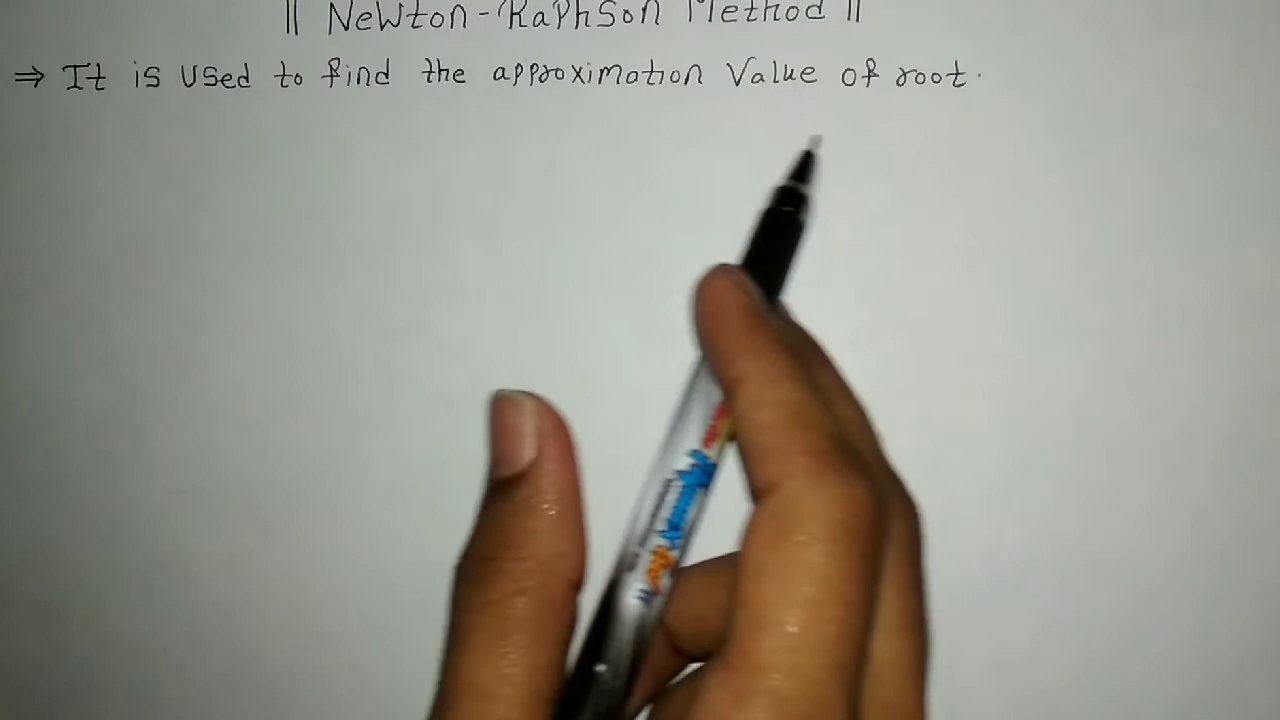 || Newton-Raphson Method ||
⇒ It is used to find the approximation Value of root.